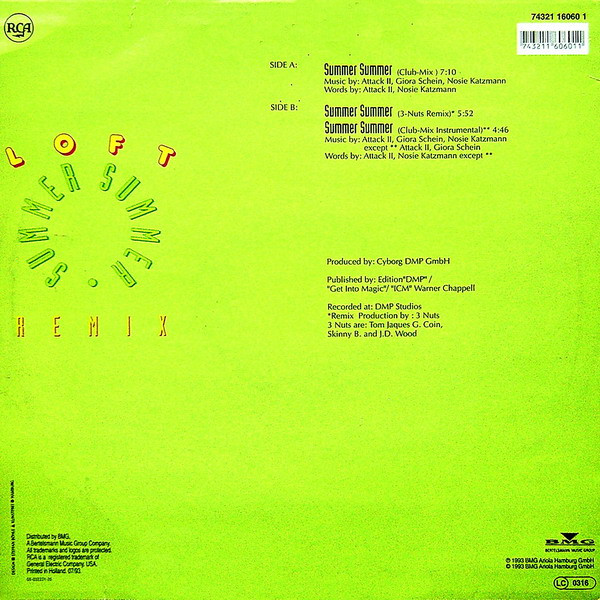 RCA
74321 16060 1
743211 606011
SIDE A: Summer Summer (Club-Mix ) 7:10
Music by: Attack II, Giora Schein, Nosie Katzmann
Words by: Attack II, Nosie Katzmann
SIDE B: Summer Summer (3-Nuts Remix)* 5:52
Summer Summer (Club-Mix Instrumental)** 4:46
Music by: Attack II, Giora Schein, Nosie Katzmann
except ** Attack II, Giora Schein
Words by: Attack II, Nosie Katzmann except **
LOFT
SUMMER SUMMER •
REMIX
Produced by: Cyborg DMP GmbH
Published by: Edition"DMP" /
"Get Into Magic"/ "ICM" Warner Chappell
Recorded at: DMP Studios
*Remix Production by : 3 Nuts
3 Nuts are: Tom Jaques G. Coin,
Skinny B. and J.D. Wood
Distributed by BMG.
A Bertelsmann Music Group Company.
All trademarks and logos are protected.
RCA is a registered trademark of
General Electric Company, USA.
Printed in Holland. 07/93
BMG
BERTELSMANN MUSIC GROUP
℗ 1993 BMG Ariola Hamburg GmbH
© 1993 BMG Ariola Hamburg GmbH
LC 0316